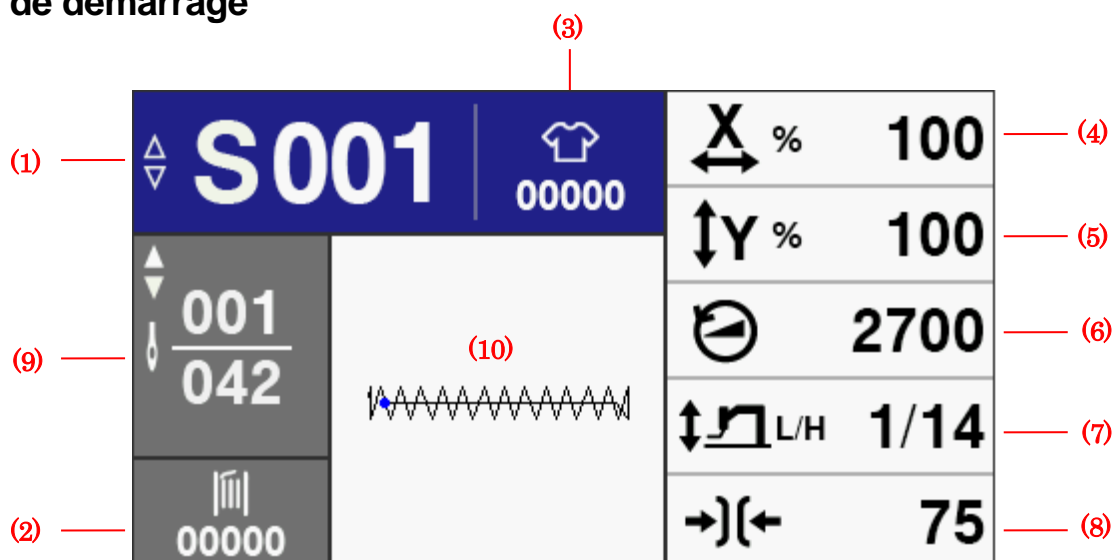 de démarrage
(3)
(1) S001 00000
X % 100 (4)
Y % 100 (5)
2700 (6)
L/H 1/14 (7)
75 (8)
(9) 001
042
(10)
(2) 00000